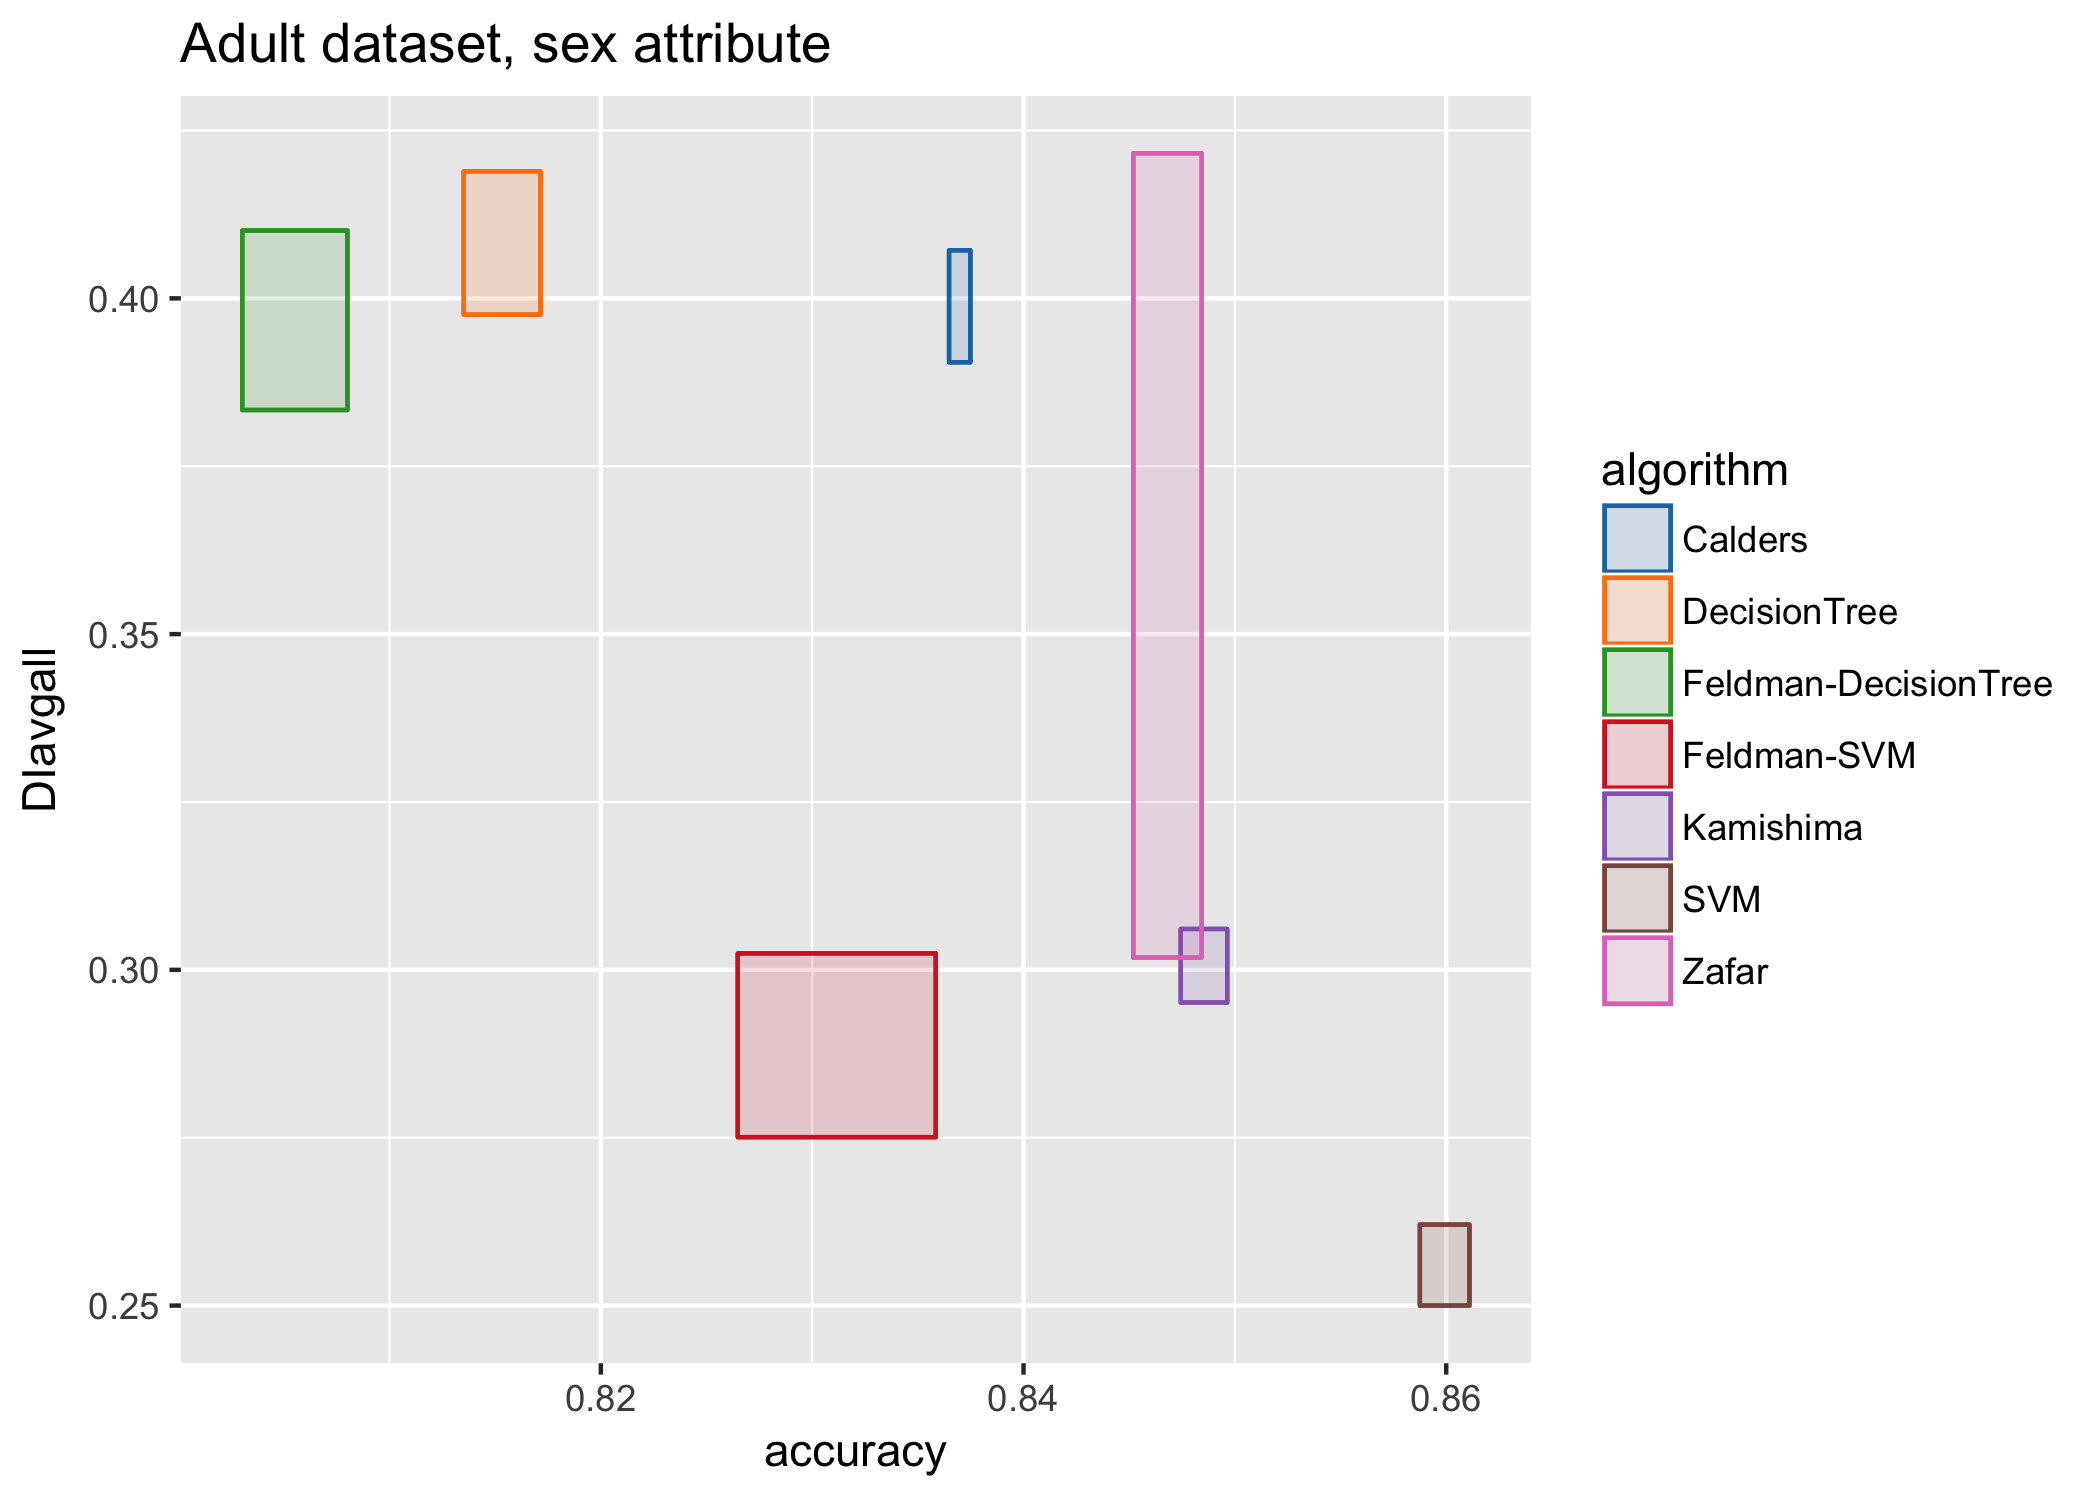 Adult dataset, sex attribute
DIavgall
0.40
0.35
0.30
0.25
0.82
0.84
0.86
accuracy
algorithm
Calders
DecisionTree
Feldman-DecisionTree
Feldman-SVM
Kamishima
SVM
Zafar